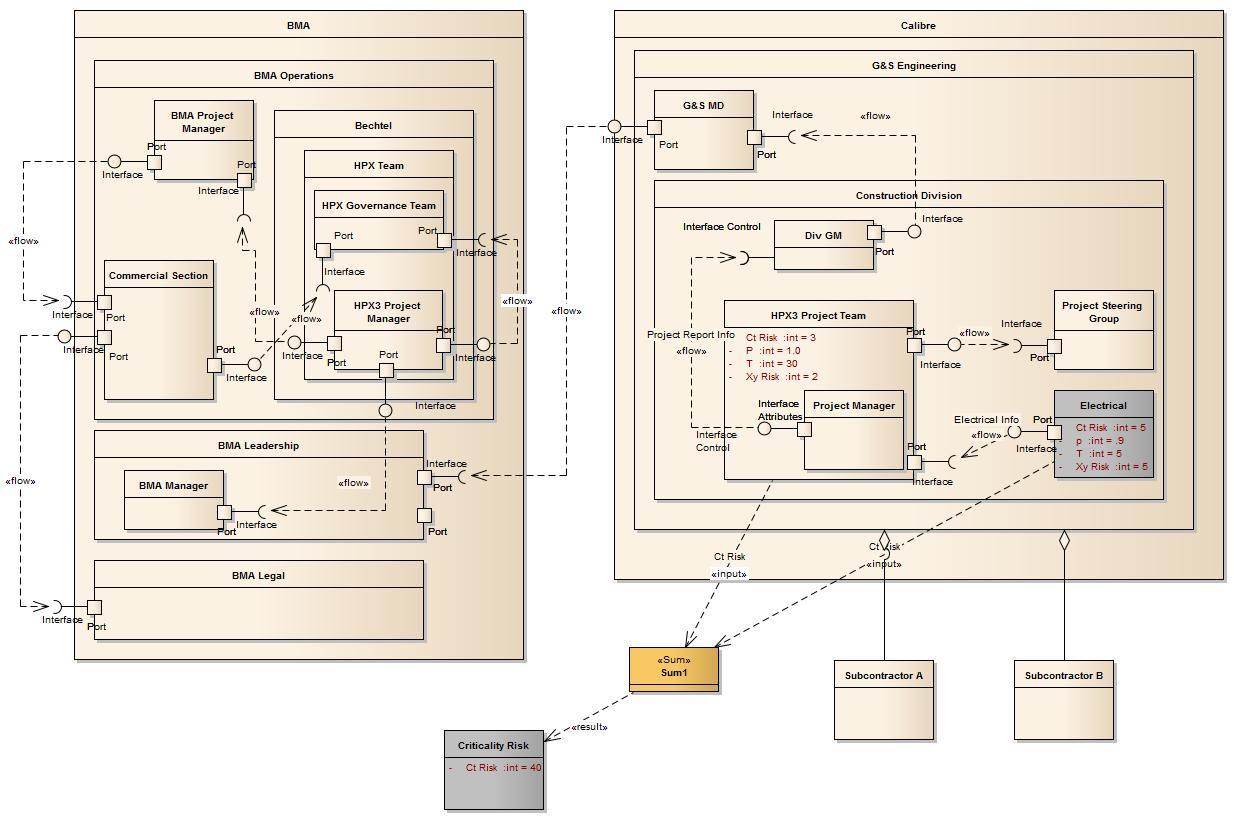 BMA
BMA Operations
BMA Project
Manager
Port
Interface
Port
Interface
«flow»
Bechtel
HPX Team
HPX Governance Team
Port
Port
Interface
Interface
«flow»
Commercial Section
Interface
Port
Interface
Port
Port
Interface
«flow»
«flow»
HPX3 Project
Manager
Interface
Port
Port
Interface
Interface
«flow»
BMA Leadership
BMA Manager
Port
Interface
«flow»
Interface
Port
Port
BMA Legal
Interface
Port
«flow»
Calibre
G&S Engineering
G&S MD
Interface
Port
Interface
Port
«flow»
«flow»
Construction Division
Interface Control
Div GM
Interface
Port
HPX3 Project Team
Ct Risk :int = 3
- P :int = 1.0
- T :int = 30
- Xy Risk :int = 2
Project Report Info
«flow»
Port
Interface
«flow»
Interface
Port
Project Steering
Group
Interface
Attributes
Project Manager
Interface
Control
Port
Interface
Electrical Info
«flow»
Port
Interface
Electrical
Ct Risk :int = 5
- p :int = .9
- T :int = 5
- Xy Risk :int = 5
Ct Risk
«input»
Ct Risk
«input»
«Sum»
Sum1
Subcontractor A
Subcontractor B
«result»
Criticality Risk
- Ct Risk :int = 40